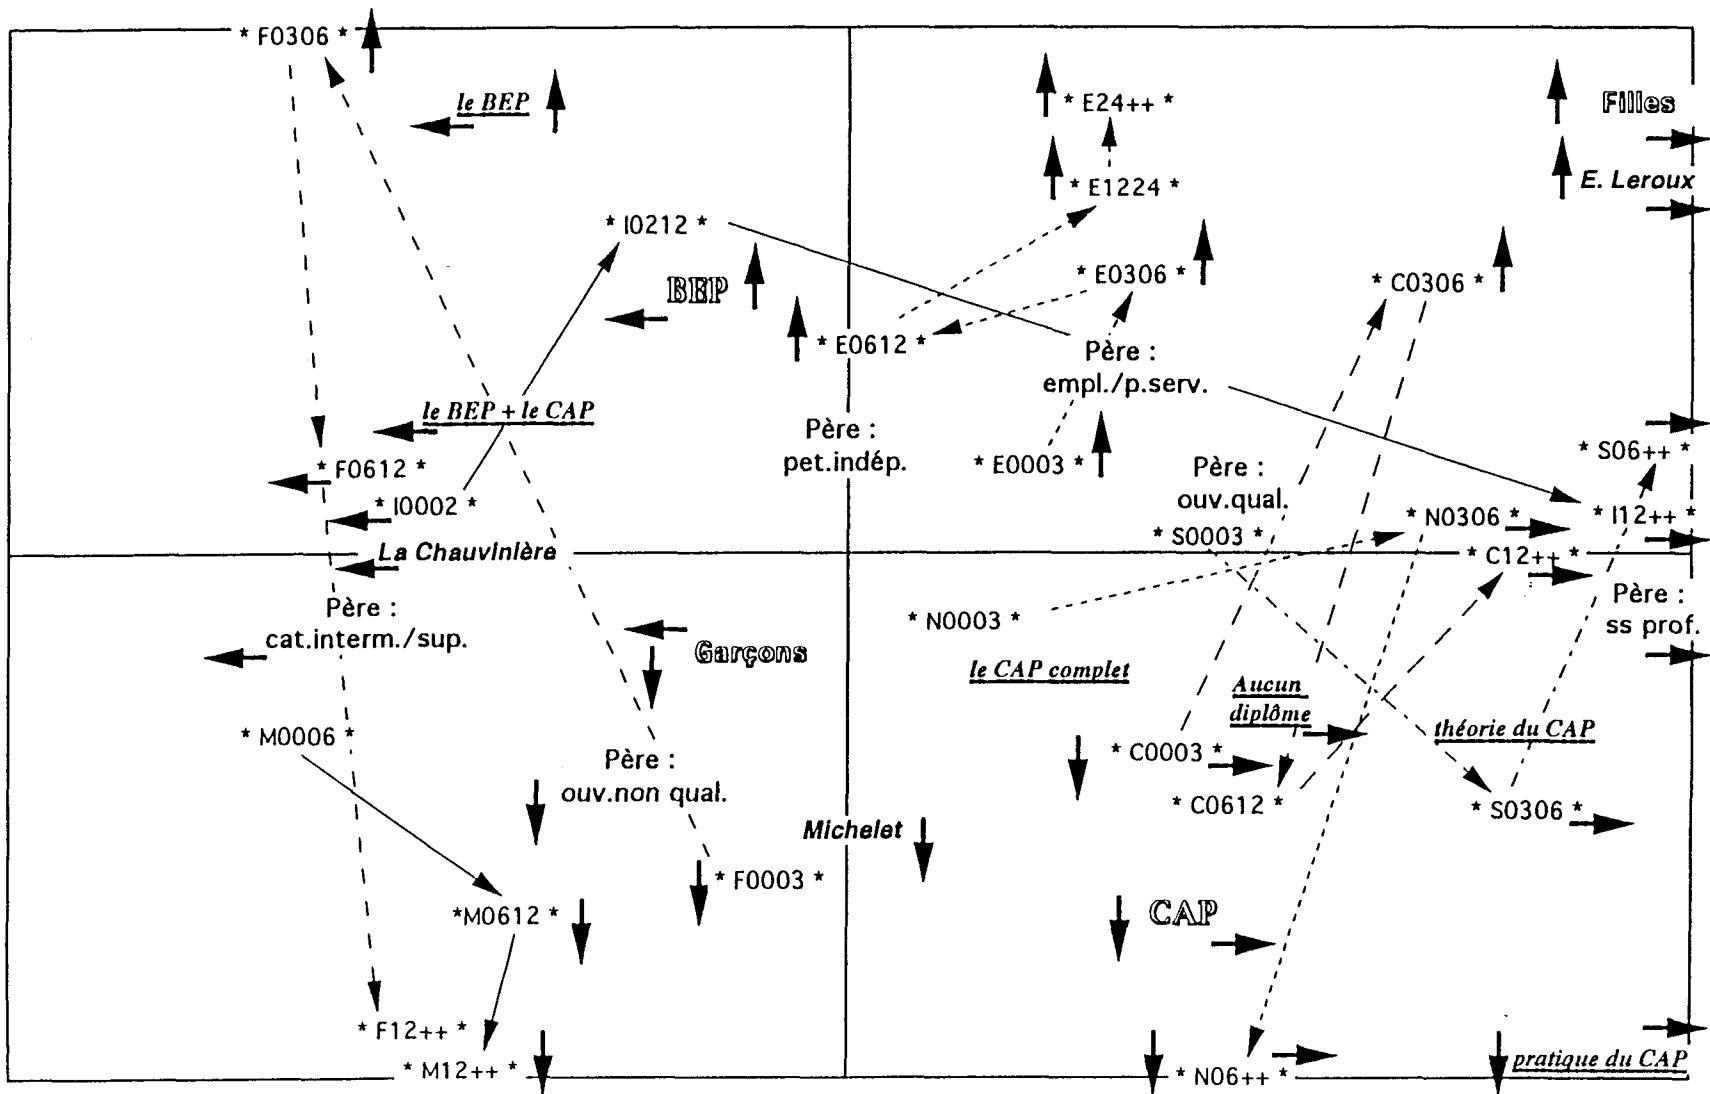 * F0306 *
le BEP
* E24++ *
Filles
* E1224 *
E. Leroux
* I0212 *
* E0306 *
* C0306 *
BEP
* E0612 *
Père :
empl./p.serv.
le BEP + le CAP
Père :
pet.indép.
* F0612 *
* E0003 *
Père :
ouv.qual.
* S06++ *
* I0002 *
* S0003 *
* N0306 *
* I12++ *
La Chauvinière
* C12++ *
Père :
cat.interm./sup.
* N0003 *
Père :
ss prof.
Garçons
le CAP complet
Aucun
diplôme
théorie du CAP
* M0006 *
* C0003 *
Père :
ouv.non qual.
* C0612 *
* S0306 *
Michelet
* F0003 *
*M0612 *
CAP
* F12++ *
* M12++ *
* N06++ *
pratique du CAP